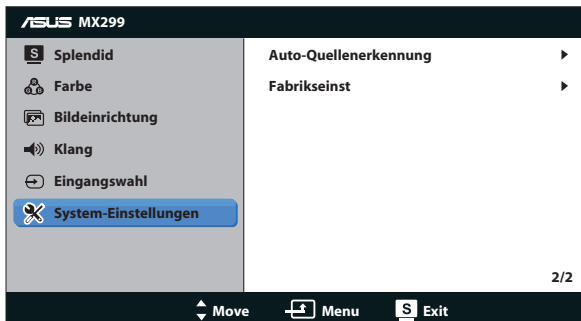 ASUS MX299
S Splendid
Farbe
Bildeinrichtung
Klang
Eingangswahl
System-Einstellungen
Auto-Quellenerkennung
Fabrikseinst
2/2
Move Menu S Exit